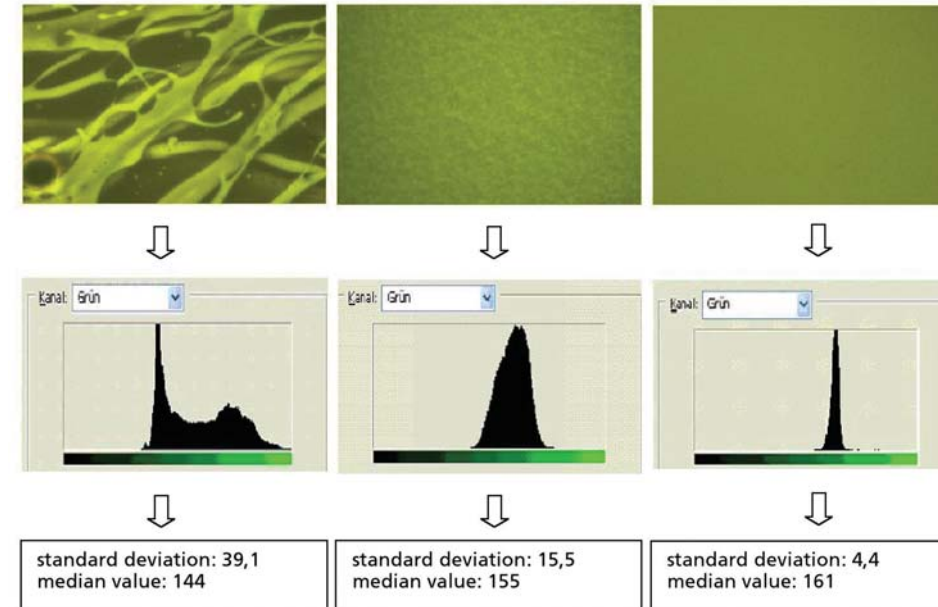 Kanal: Grün
Kanal: Grün
Kanal: Grün
standard deviation: 39,1
median value: 144
standard deviation: 15,5
median value: 155
standard deviation: 4,4
median value: 161